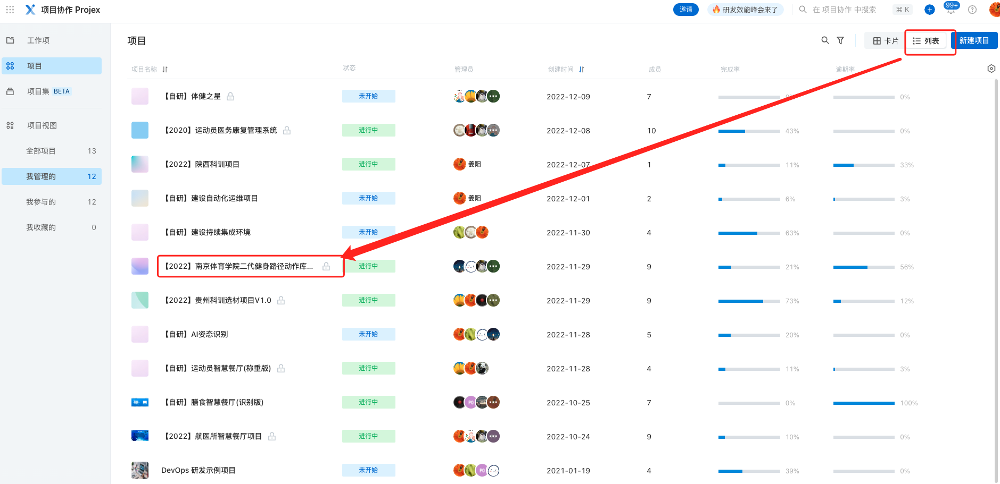 项目协作 Projex
邀请
研发效能峰会来了
在 项目协作 中搜索
⌘ K
99+
工作项
项目
项目集 BETA
项目视图
全部项目 13
我管理的 12
我参与的 12
我收藏的 0
项目
卡片
列表
新建项目
项目名称 状态 管理员 创建时间 成员 完成率 逾期率
【自研】体健之星 未开始 2022-12-09 7 0% 0%
【2020】运动员医务康复管理系统 进行中 2022-12-08 10 43% 0%
【2022】陕西科训项目 进行中 姜阳 2022-12-07 1 11% 33%
【自研】建设自动化运维项目 未开始 姜阳 2022-12-01 2 6% 3%
【自研】建设持续集成环境 未开始 2022-11-30 4 63% 0%
【2022】南京体育学院二代健身路径动作库... 进行中 2022-11-29 9 21% 56%
【2022】贵州科训选材项目V1.0 进行中 2022-11-29 9 73% 12%
【自研】AI姿态识别 未开始 2022-11-28 5 20% 0%
【自研】运动员智慧餐厅(称重版) 进行中 2022-11-28 4 11% 3%
【自研】膳食智慧餐厅(识别版) 进行中 PO 2022-10-25 7 0% 100%
【2022】航医所智慧餐厅项目 进行中 2022-10-24 9 10% 0%
DevOps 研发示例项目 未开始 PO 2021-01-19 4 39% 0%